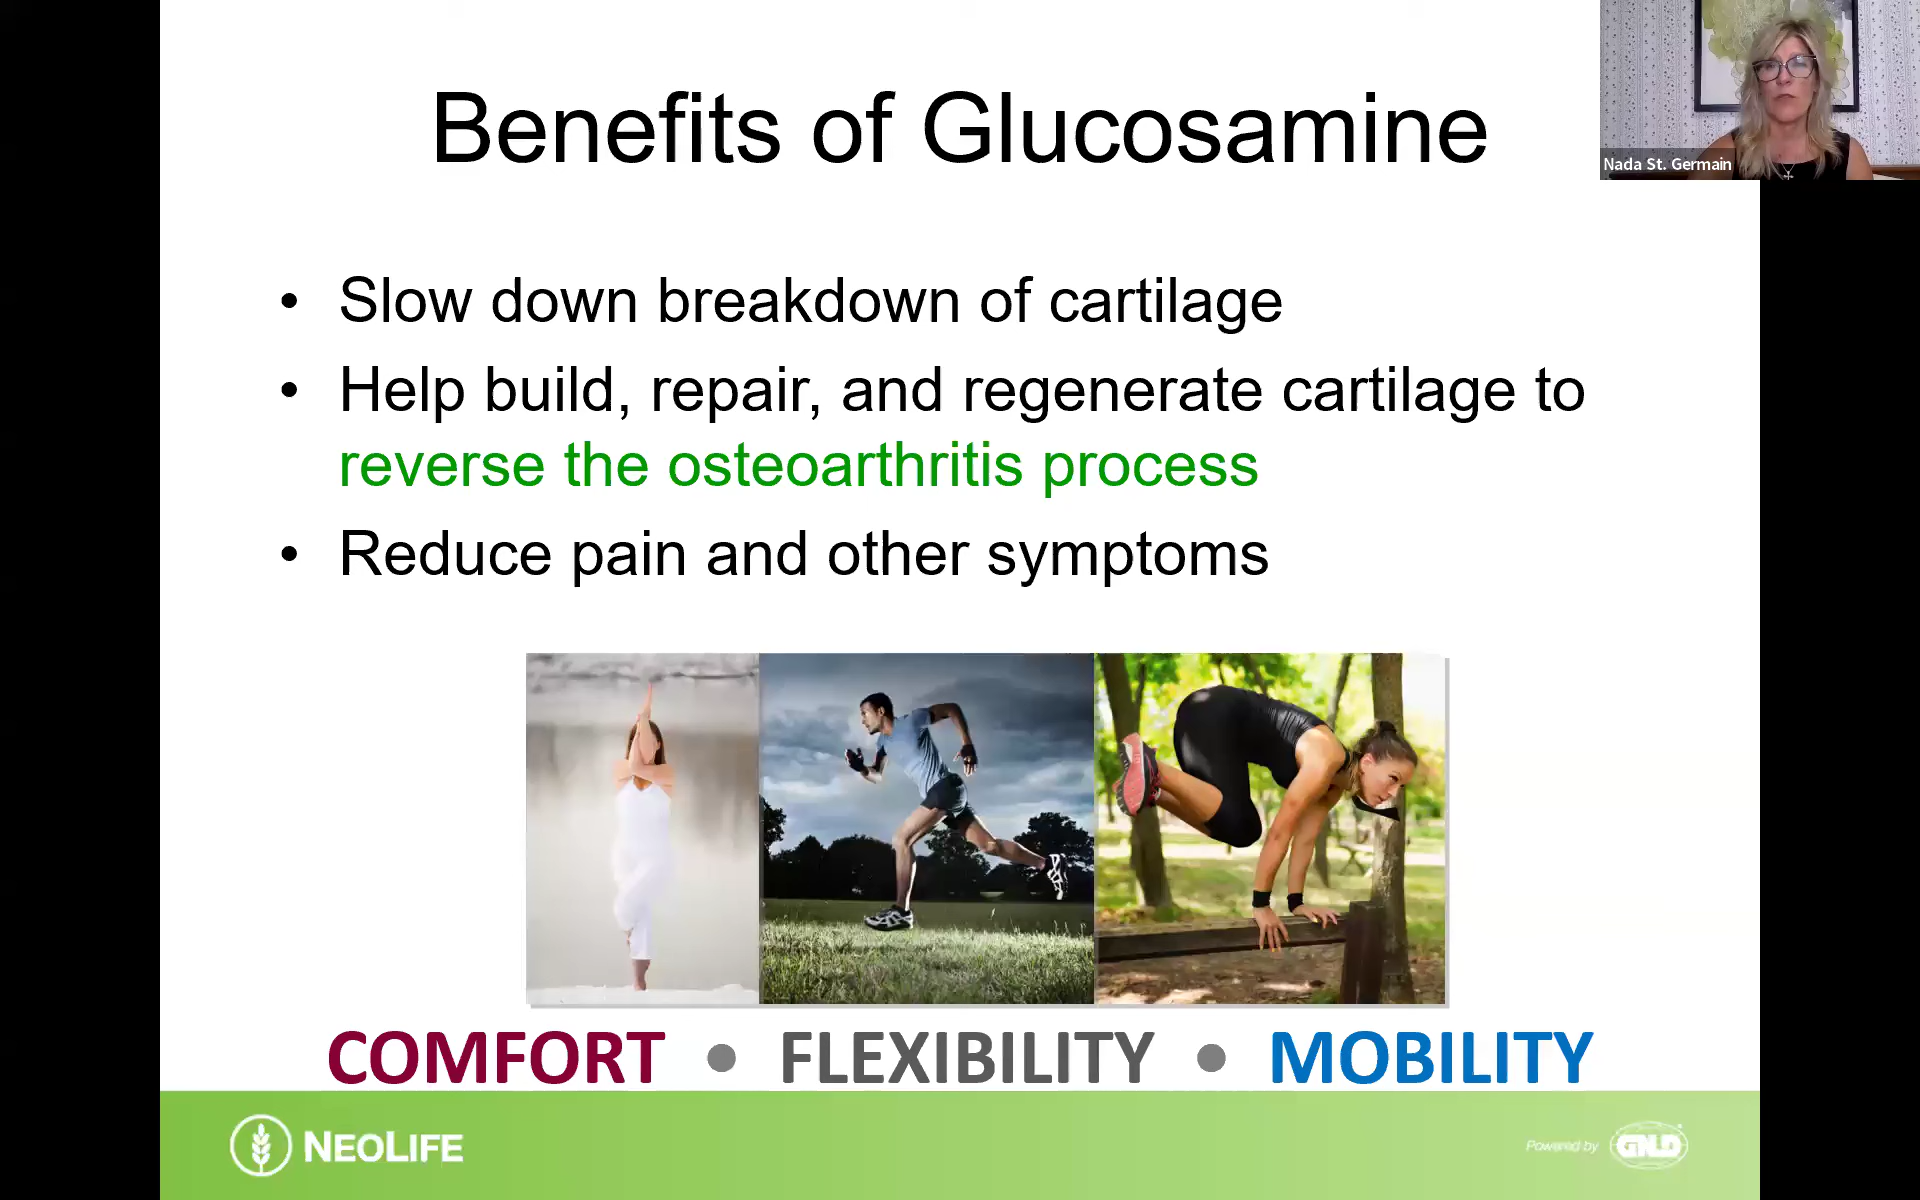 Benefits of Glucosamine
Nada St. Germain
• Slow down breakdown of cartilage
• Help build, repair, and regenerate cartilage to
reverse the osteoarthritis process
• Reduce pain and other symptoms
COMFORT • FLEXIBILITY • MOBILITY
NEOLIFE
Powered by GNLD